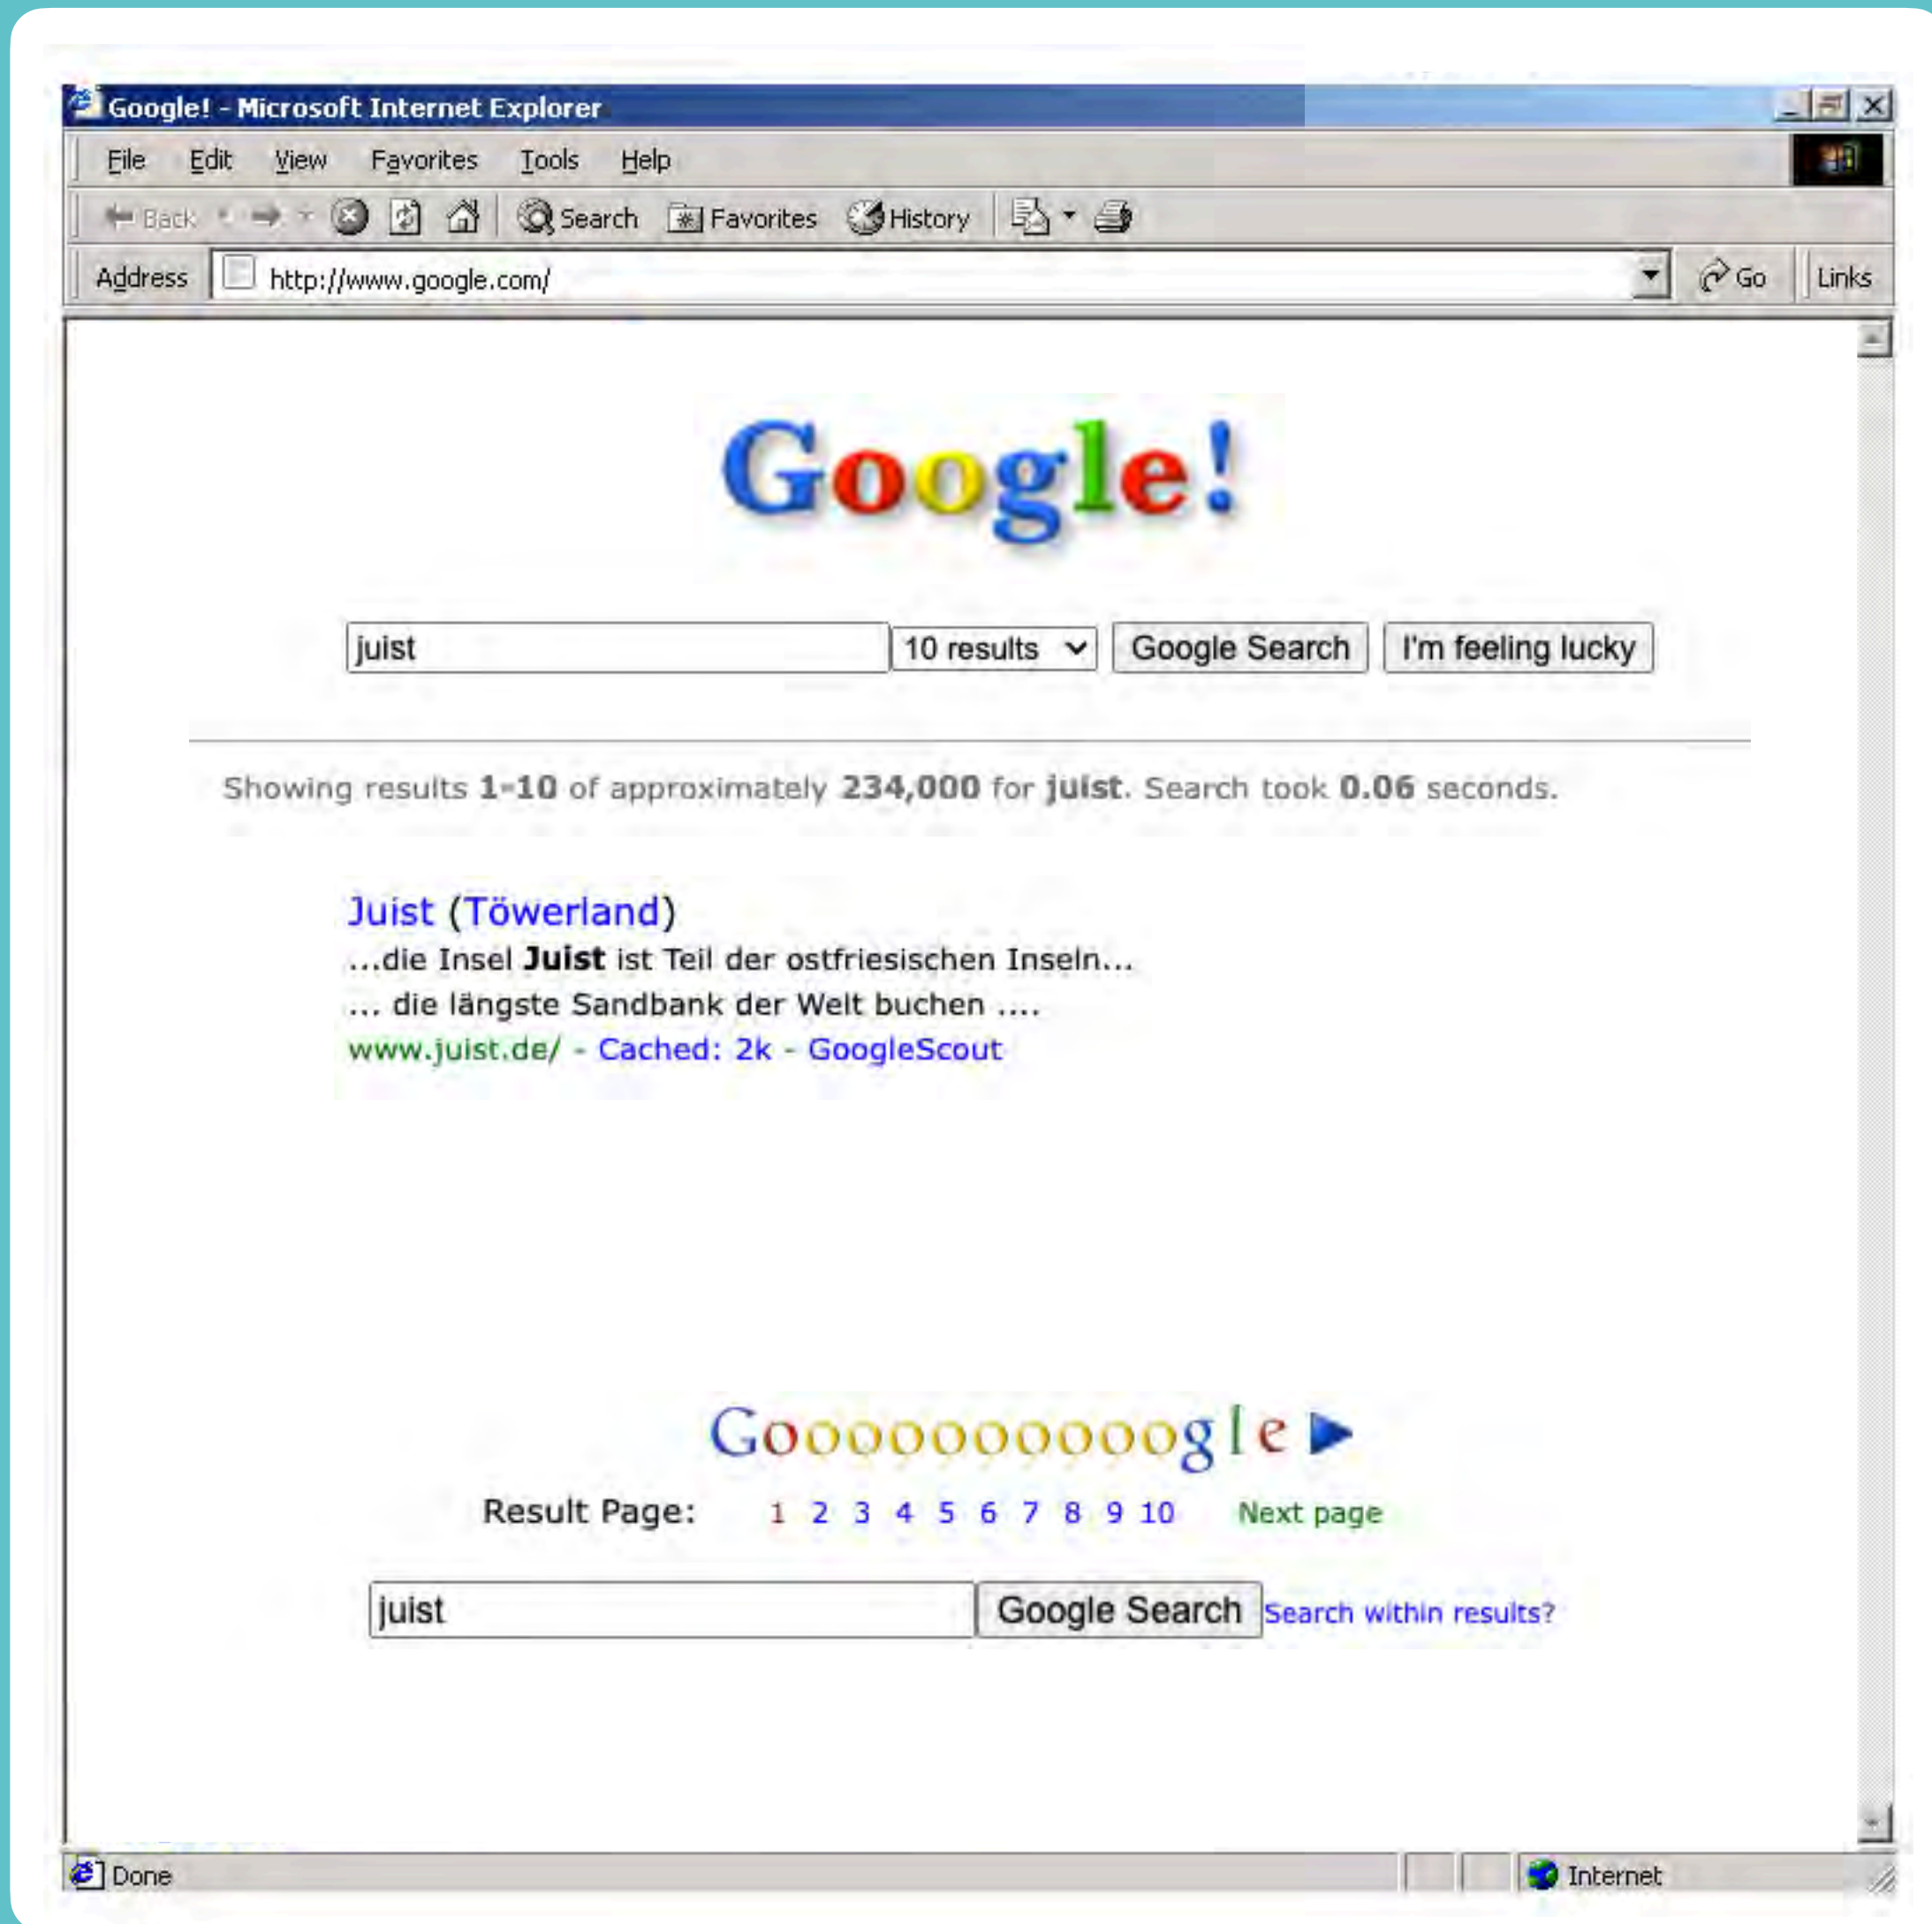 Google! - Microsoft Internet Explorer
File Edit View Favorites Tools Help
Back Search Favorites History
Address http://www.google.com/ Go Links
Google!
juist 10 results Google Search I'm feeling lucky
Showing results 1-10 of approximately 234,000 for juist. Search took 0.06 seconds.
Juist (Töwerland)
...die Insel Juist ist Teil der ostfriesischen Inseln...
... die längste Sandbank der Welt buchen ....
www.juist.de/ - Cached: 2k - GoogleScout
Goooooooooogle
Result Page: 1 2 3 4 5 6 7 8 9 10 Next page
juist Google Search Search within results?
Done Internet